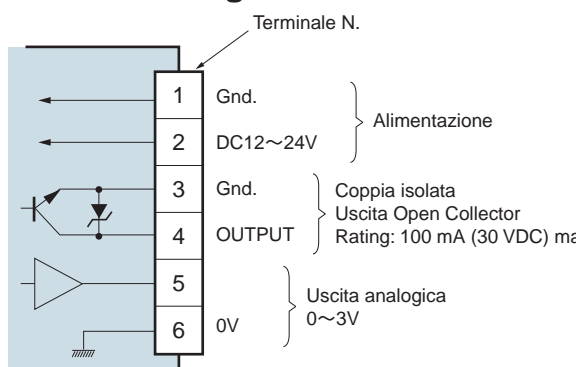 Terminale N.
1 Gnd.
2 DC12～24V
Alimentazione
3 Gnd.
4 OUTPUT
Coppia isolata
Uscita Open Collector
Rating: 100 mA (30 VDC)
5
6 0V
Uscita analogica
0～3V